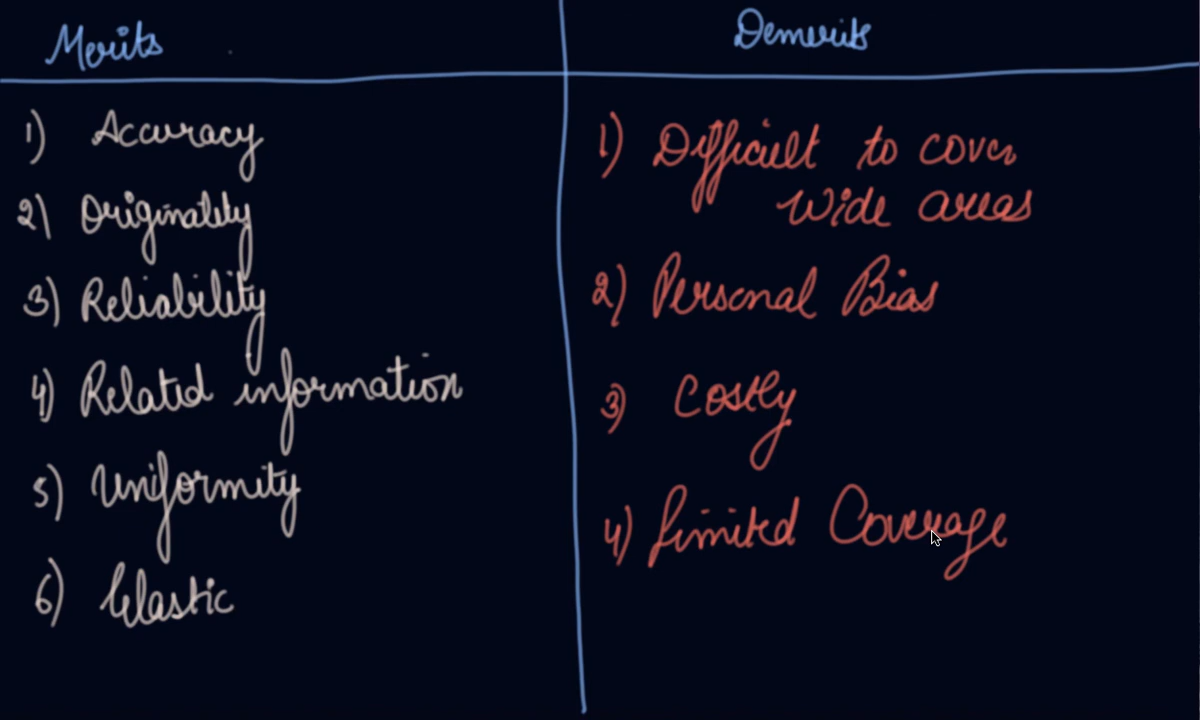 Merits
Demerits
1) Accuracy
2) Originality
3) Reliability
4) Related information
5) Uniformity
6) Elastic
1) Difficult to cover
wide areas
2) Personal Bias
3) Costly
4) Limited Coverage